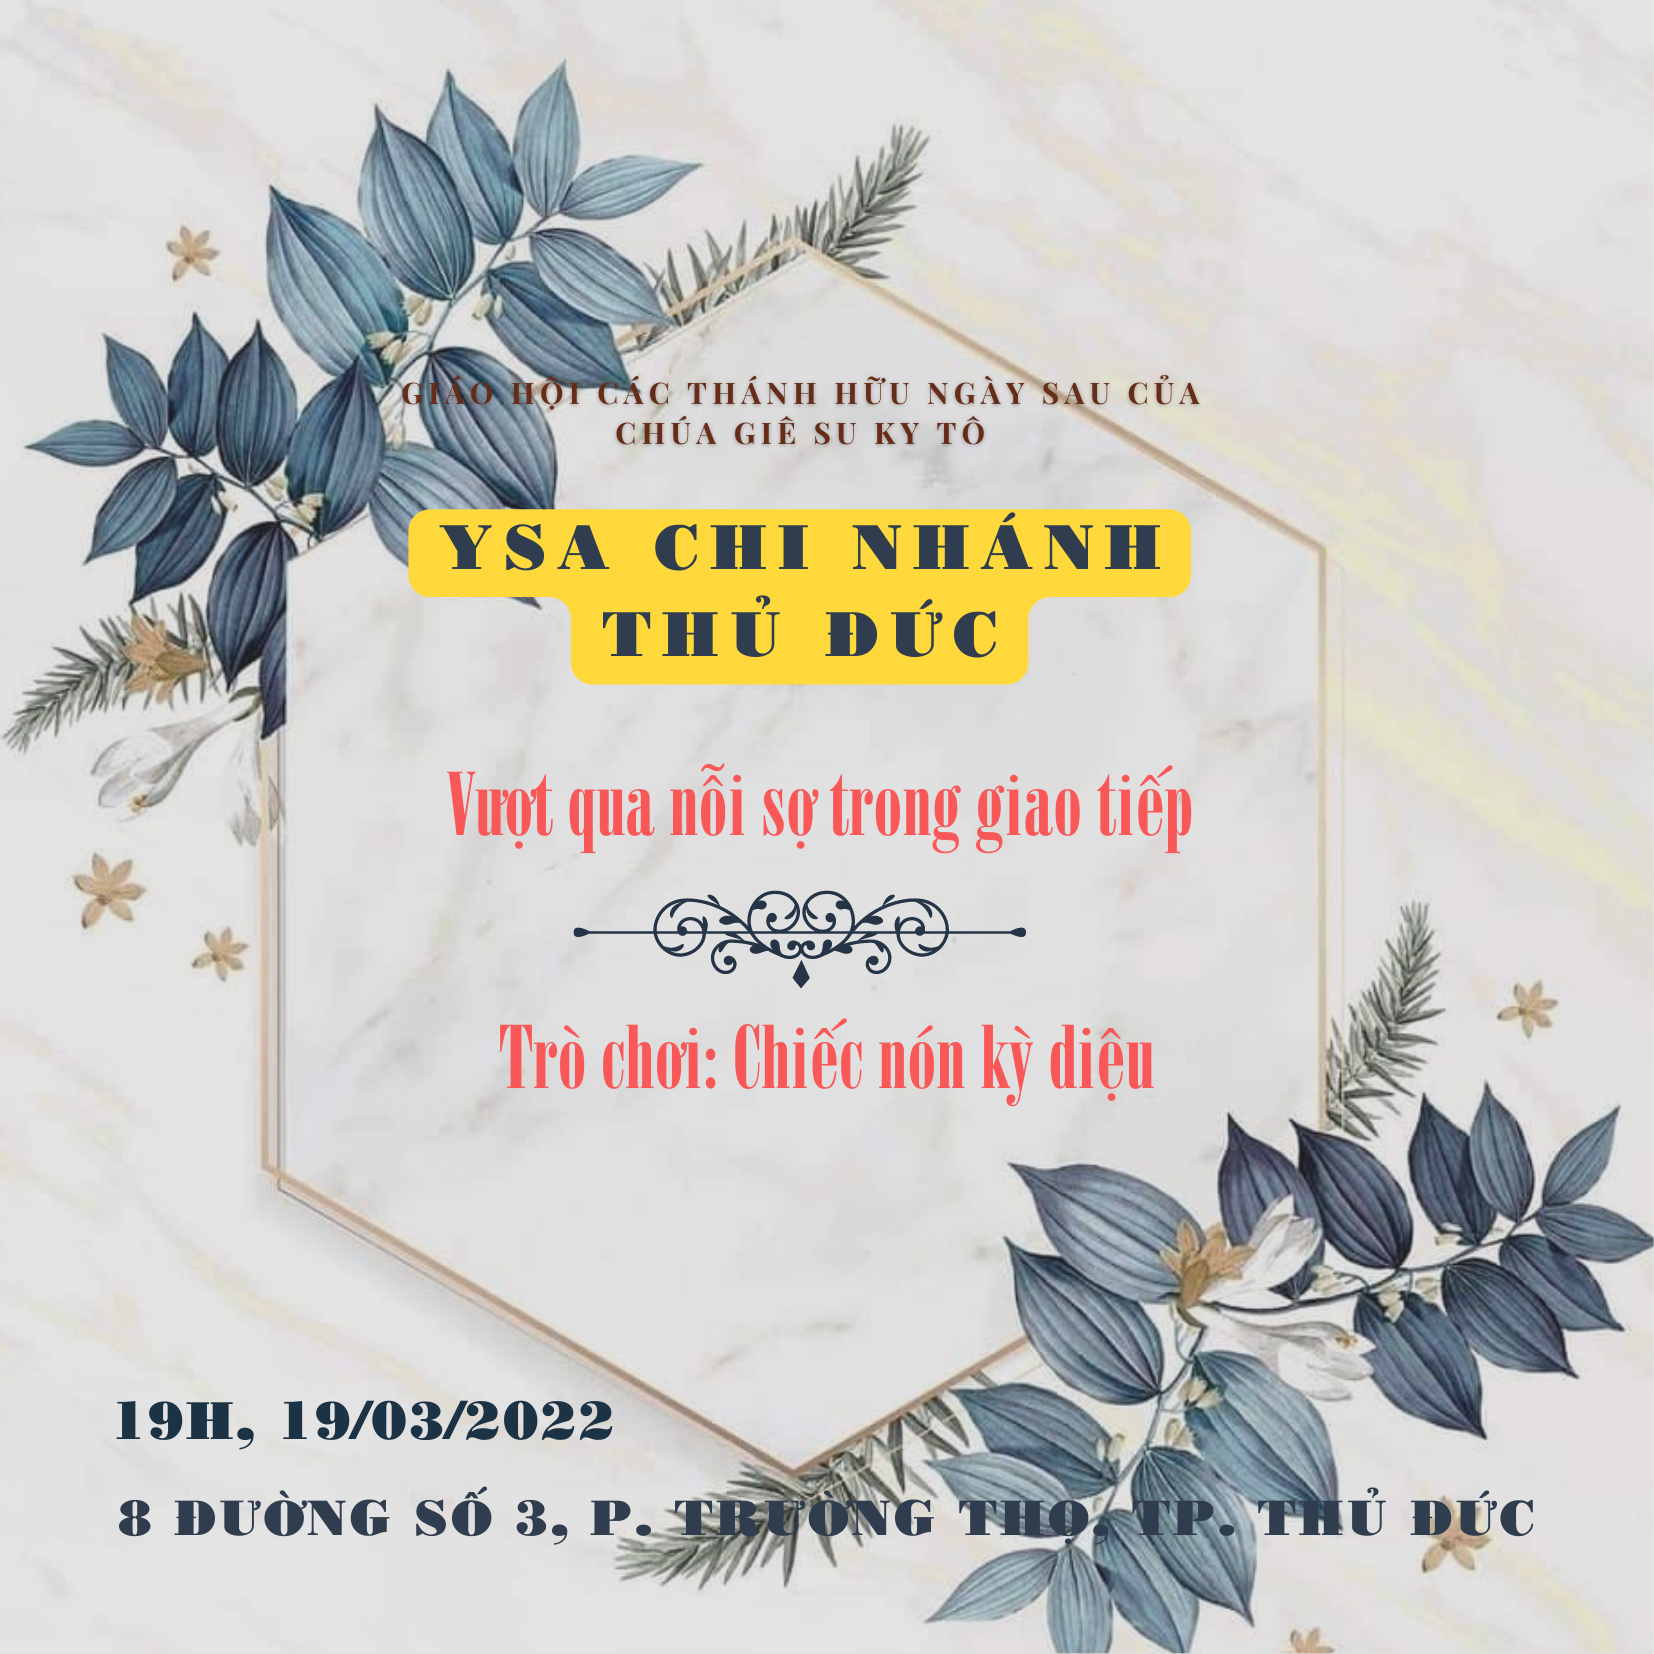 GIÁO HỘI CÁC THÁNH HỮU NGÀY SAU CỦA
CHÚA GIÊ SU KY TÔ
YSA CHI NHÁNH
THỦ ĐỨC
Vượt qua nỗi sợ trong giao tiếp
Trò chơi: Chiếc nón kỳ diệu
19H, 19/03/2022
8 ĐƯỜNG SỐ 3, P. TRƯỜNG THỌ, TP. THỦ ĐỨC